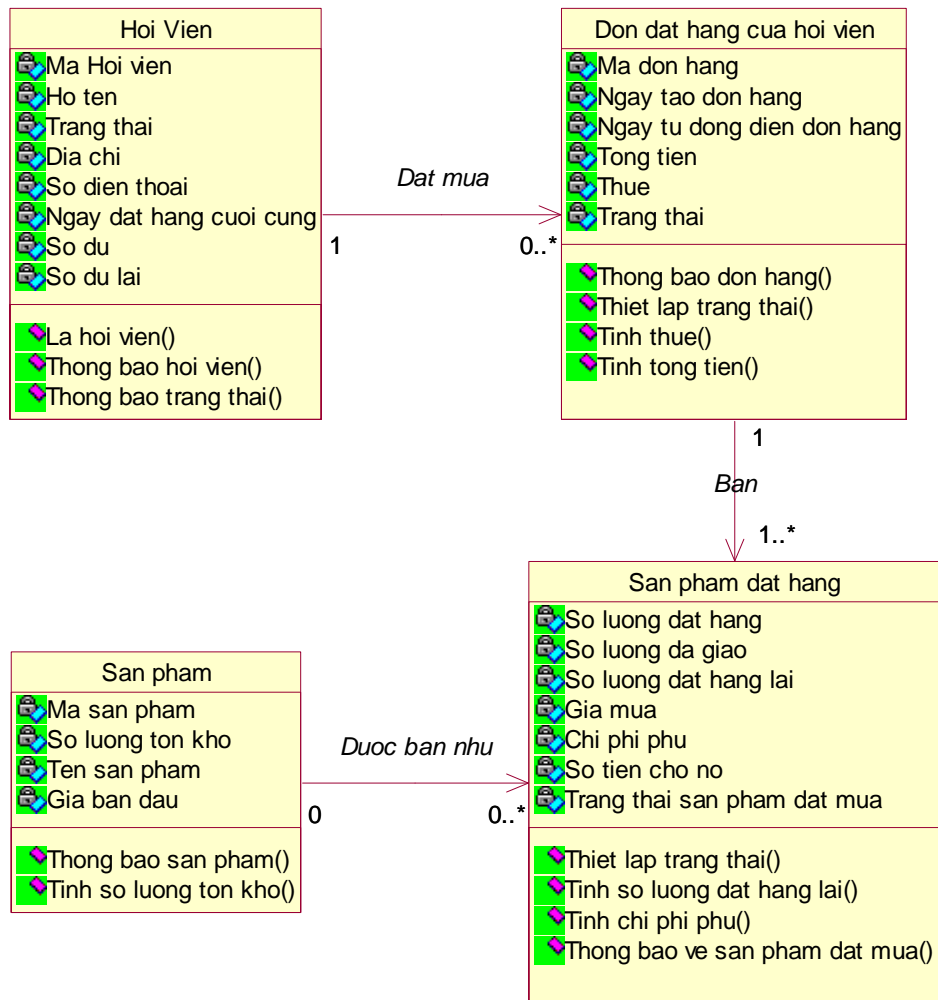 Hoi Vien
Ma Hoi vien
Ho ten
Trang thai
Dia chi
So dien thoai
Ngay dat hang cuoi cung
So du
So du lai
La hoi vien()
Thong bao hoi vien()
Thong bao trang thai()
Dat mua
1
0..*
Don dat hang cua hoi vien
Ma don hang
Ngay tao don hang
Ngay tu dong dien don hang
Tong tien
Thue
Trang thai
Thong bao don hang()
Thiet lap trang thai()
Tinh thue()
Tinh tong tien()
1
Ban
1..*
San pham
Ma san pham
So luong ton kho
Ten san pham
Gia ban dau
Thong bao san pham()
Tinh so luong ton kho()
Duoc ban nhu
0
0..*
San pham dat hang
So luong dat hang
So luong da giao
So luong dat hang lai
Gia mua
Chi phi phu
So tien cho no
Trang thai san pham dat mua
Thiet lap trang thai()
Tinh so luong dat hang lai()
Tinh chi phi phu()
Thong bao ve san pham dat mua()